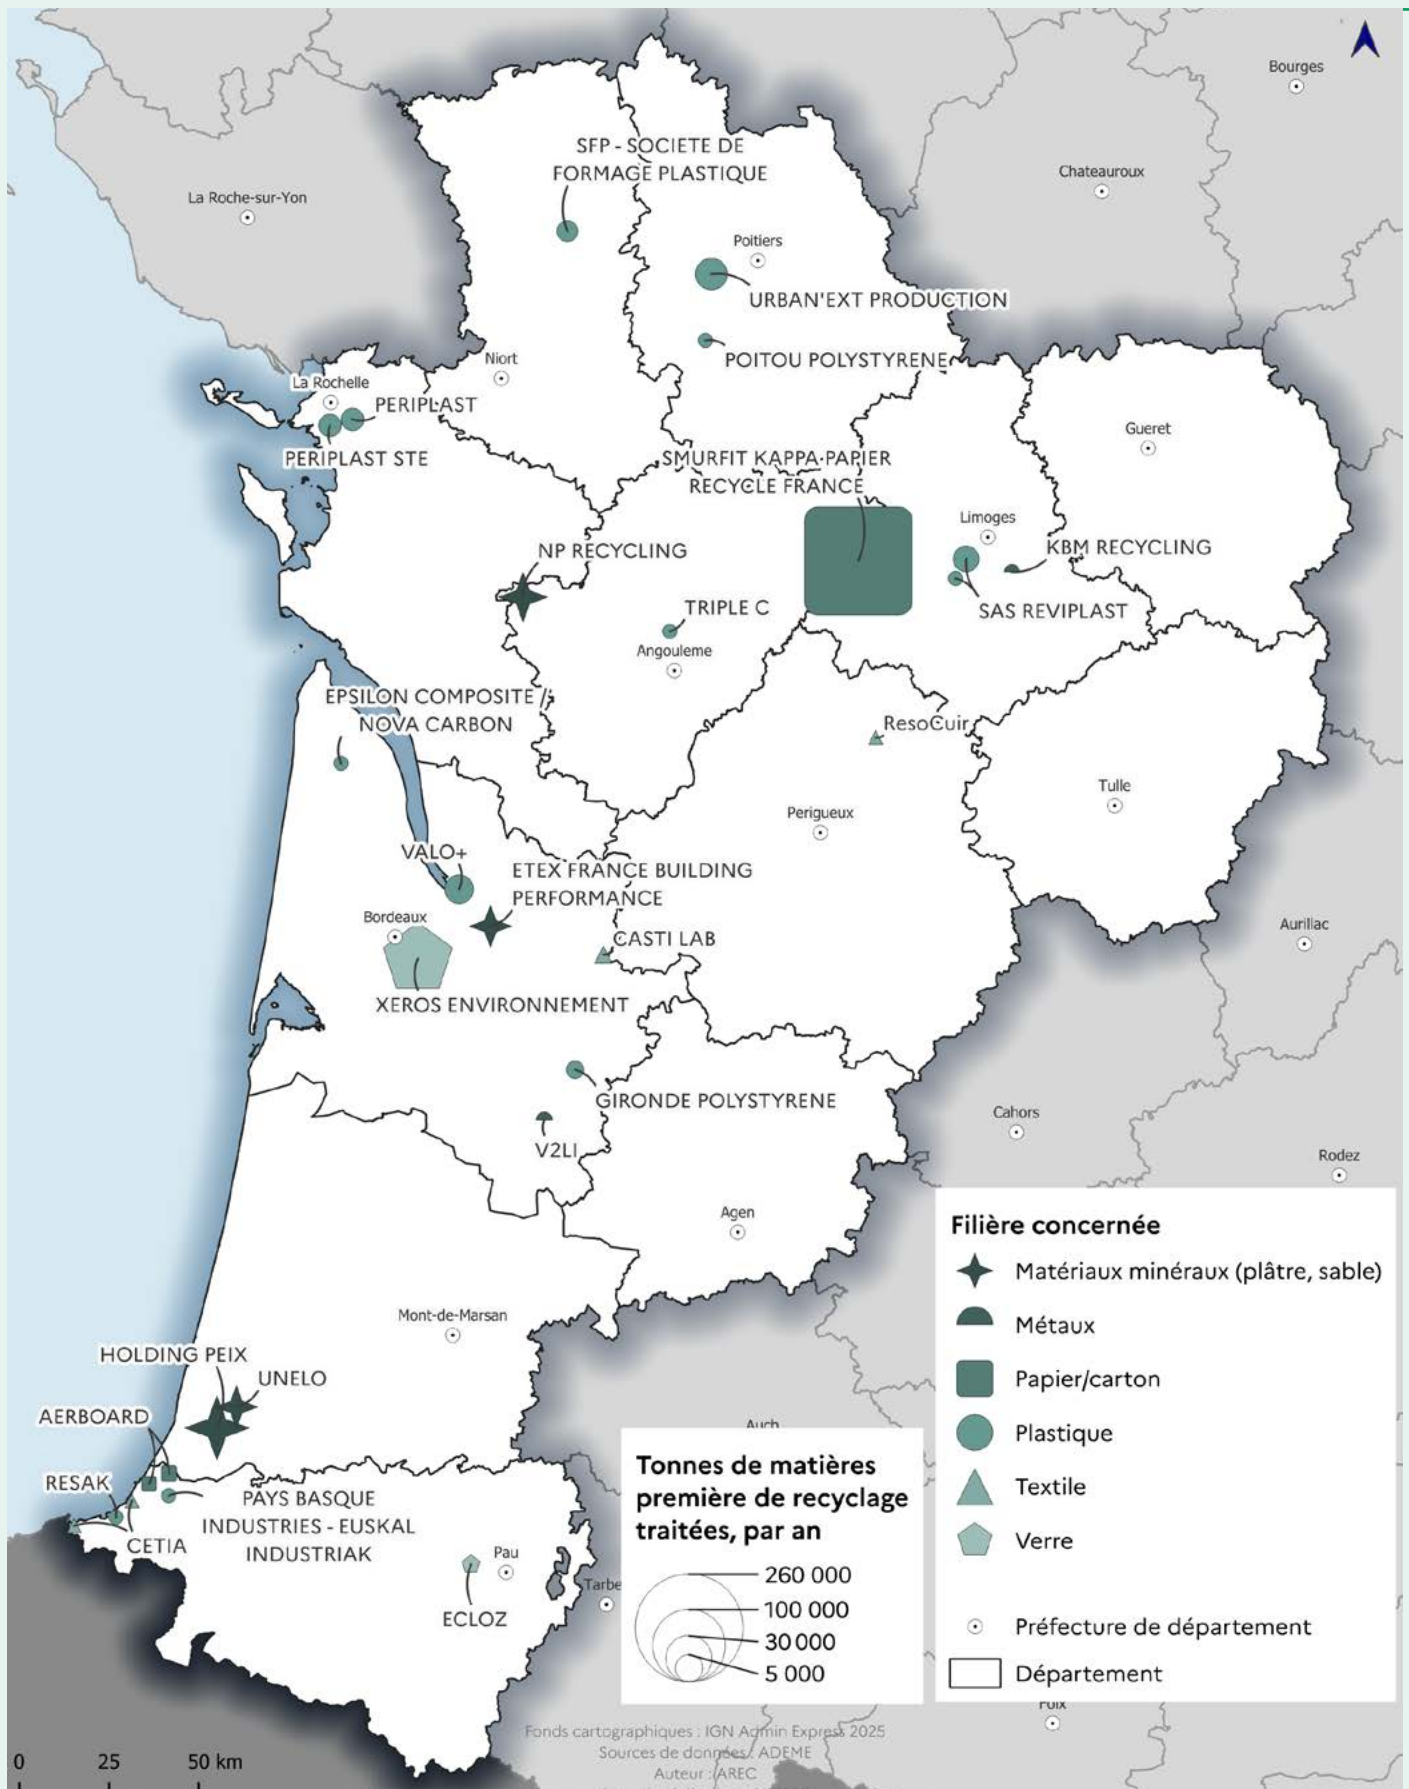 Bourges
Chateauroux
La Roche-sur-Yon
SFP - SOCIETE DE
FORMAGE PLASTIQUE
Poitiers
URBAN'EXT PRODUCTION
POITOU POLYSTYRENE
Niort
La Rochelle
PERIPLAST
PERIPLAST STE
Gueret
SMURFIT KAPPA-PAPIER
RECYCLE FRANCE
Limoges
KBM RECYCLING
SAS REVIPLAST
NP RECYCLING
TRIPLE C
Angouleme
EPSILON COMPOSITE /
NOVA CARBON
ResoCuir
Tulle
Perigueux
VALO+
ETEX FRANCE BUILDING
PERFORMANCE
Bordeaux
CASTI LAB
XEROS ENVIRONNEMENT
Aurillac
GIRONDE POLYSTYRENE
V2LI
Cahors
Rodez
Agen
Mont-de-Marsan
HOLDING PEIX
UNELO
AERBOARD
RESAK
PAYS BASQUE
INDUSTRIES - EUSKAL
INDUSTRIAK
CETIA
Pau
ECLOZ
Tarbe
Auch
Foix
Filière concernée
Matériaux minéraux (plâtre, sable)
Métaux
Papier/carton
Plastique
Textile
Verre
Préfecture de département
Département
Tonnes de matières
première de recyclage
traitées, par an
260 000
100 000
30 000
5 000
Fonds cartographiques : IGN Admin Express 2025
Sources de données : ADEME
Auteur : AREC
0 25 50 km